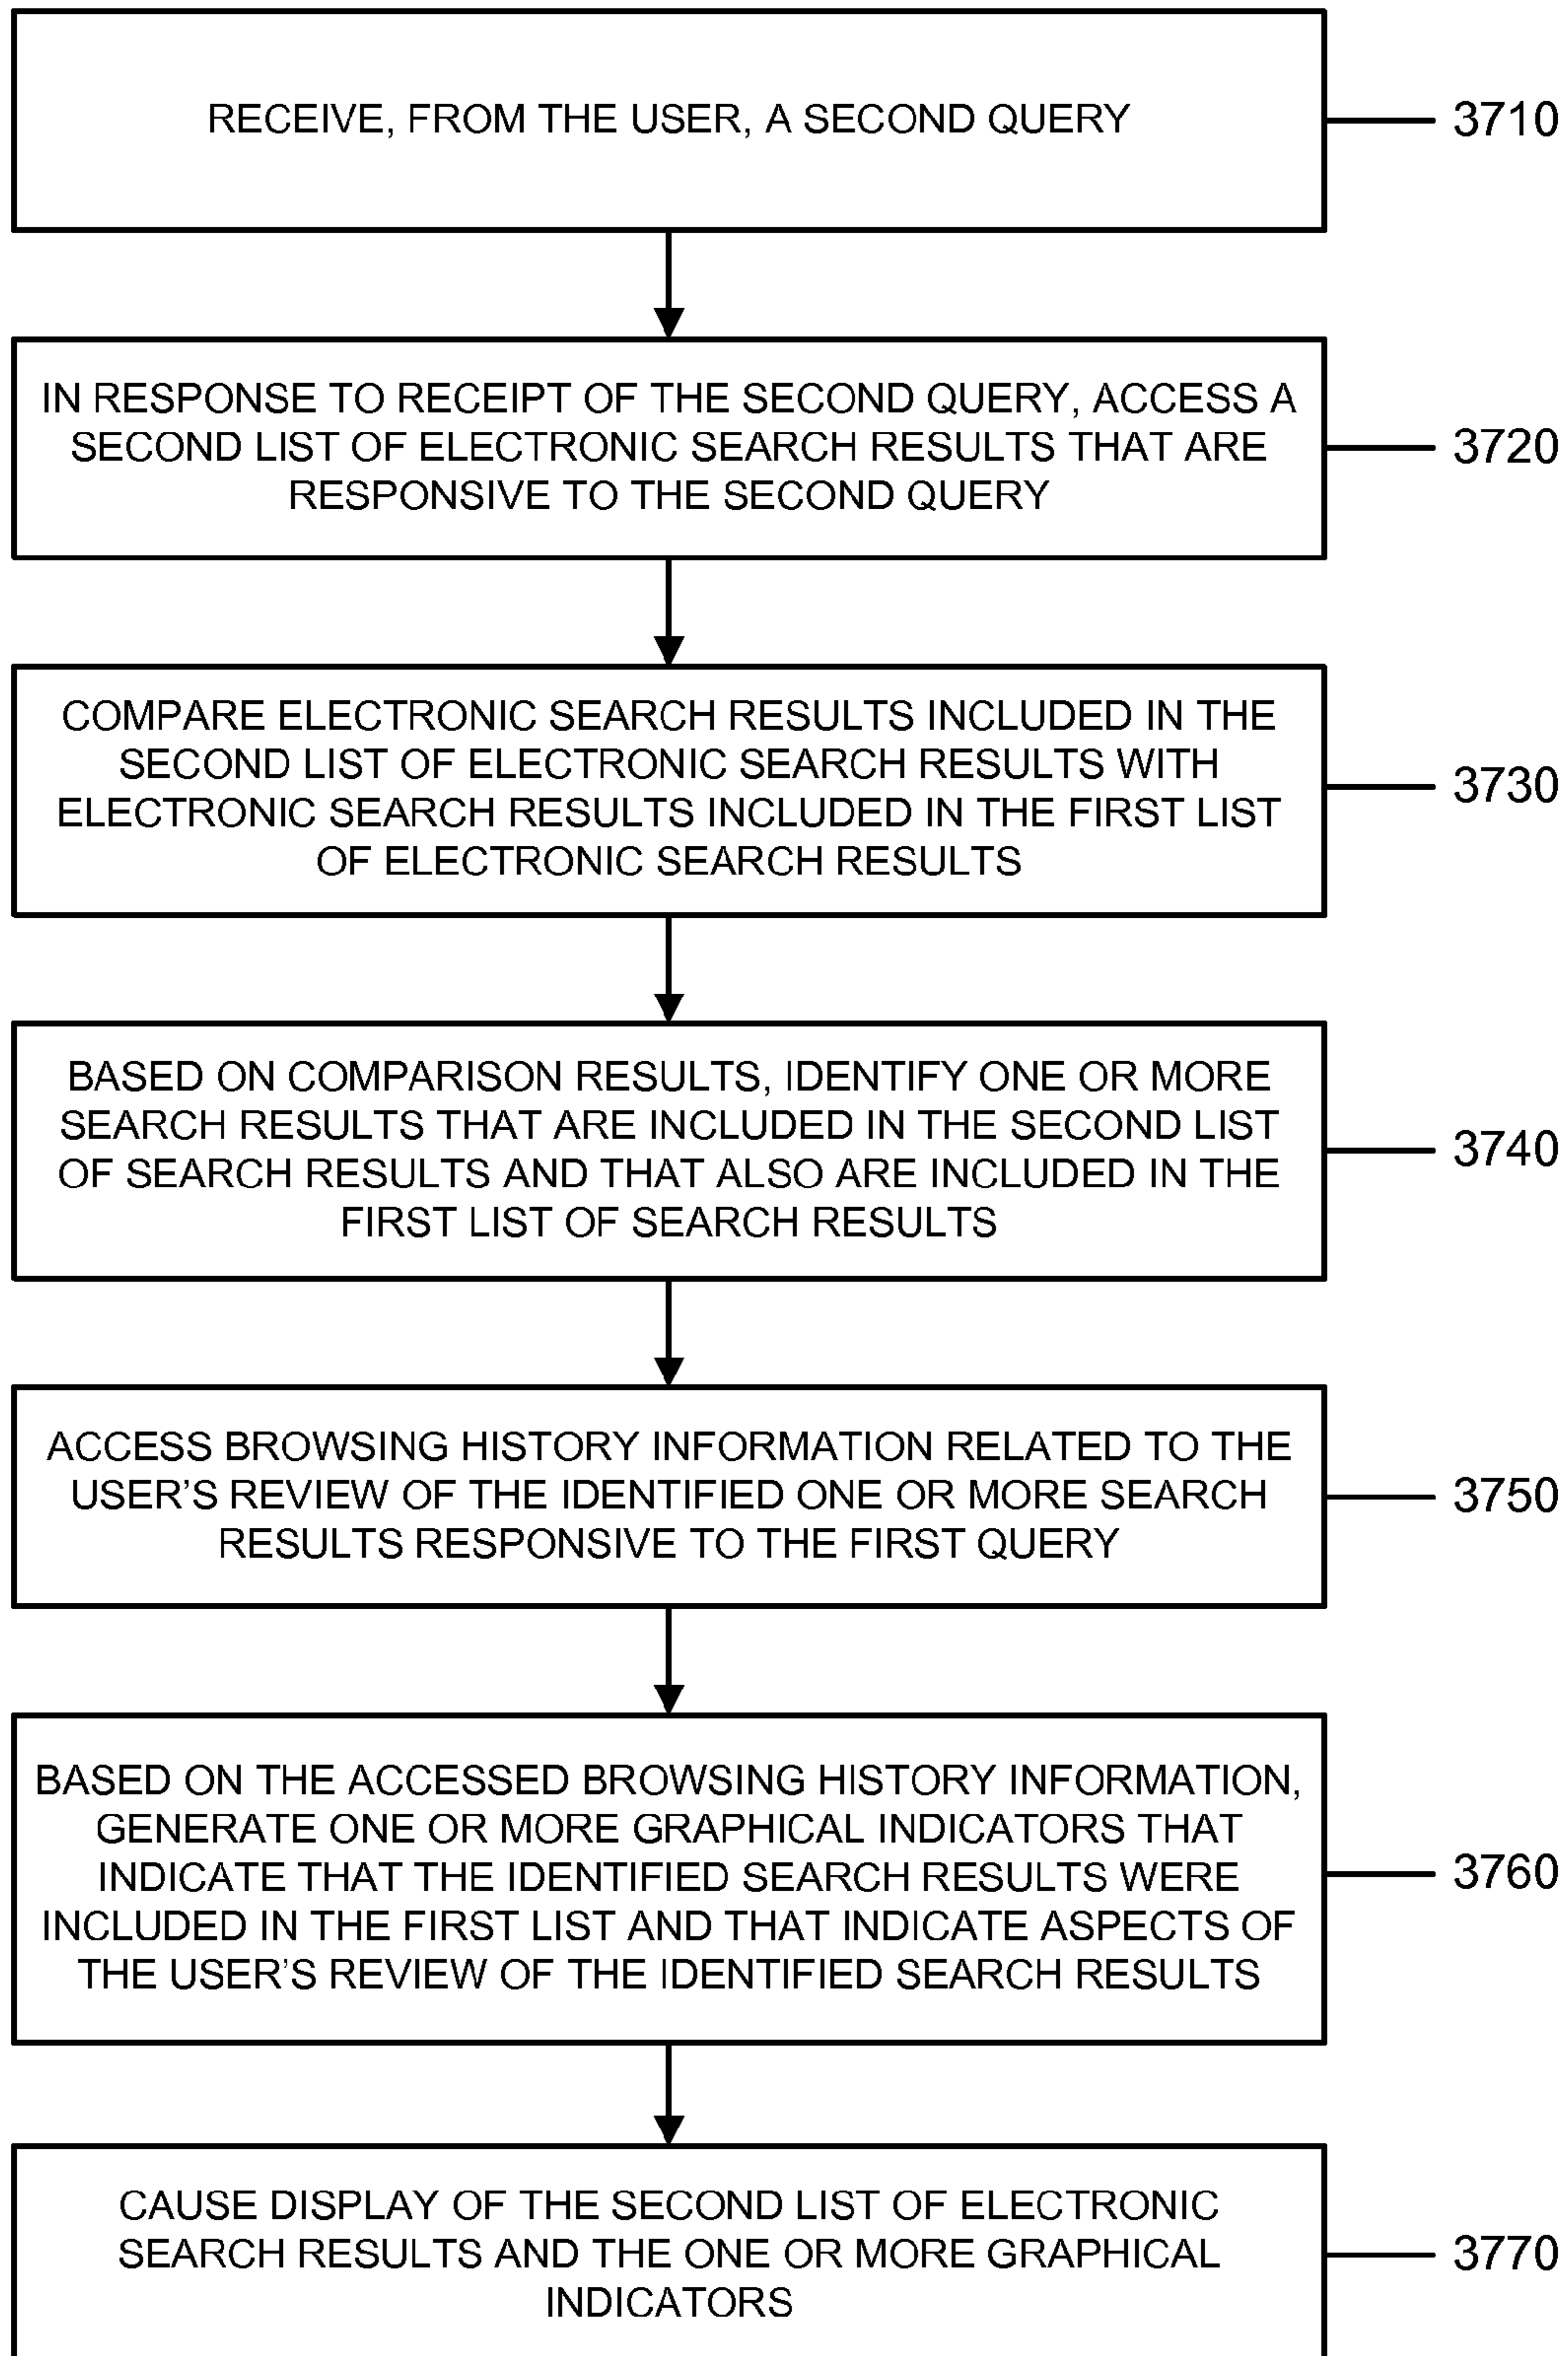 RECEIVE, FROM THE USER, A SECOND QUERY
3710
IN RESPONSE TO RECEIPT OF THE SECOND QUERY, ACCESS A
SECOND LIST OF ELECTRONIC SEARCH RESULTS THAT ARE
RESPONSIVE TO THE SECOND QUERY
3720
COMPARE ELECTRONIC SEARCH RESULTS INCLUDED IN THE
SECOND LIST OF ELECTRONIC SEARCH RESULTS WITH
ELECTRONIC SEARCH RESULTS INCLUDED IN THE FIRST LIST
OF ELECTRONIC SEARCH RESULTS
3730
BASED ON COMPARISON RESULTS, IDENTIFY ONE OR MORE
SEARCH RESULTS THAT ARE INCLUDED IN THE SECOND LIST
OF SEARCH RESULTS AND THAT ALSO ARE INCLUDED IN THE
FIRST LIST OF SEARCH RESULTS
3740
ACCESS BROWSING HISTORY INFORMATION RELATED TO THE
USER'S REVIEW OF THE IDENTIFIED ONE OR MORE SEARCH
RESULTS RESPONSIVE TO THE FIRST QUERY
3750
BASED ON THE ACCESSED BROWSING HISTORY INFORMATION,
GENERATE ONE OR MORE GRAPHICAL INDICATORS THAT
INDICATE THAT THE IDENTIFIED SEARCH RESULTS WERE
INCLUDED IN THE FIRST LIST AND THAT INDICATE ASPECTS OF
THE USER'S REVIEW OF THE IDENTIFIED SEARCH RESULTS
3760
CAUSE DISPLAY OF THE SECOND LIST OF ELECTRONIC
SEARCH RESULTS AND THE ONE OR MORE GRAPHICAL
INDICATORS
3770